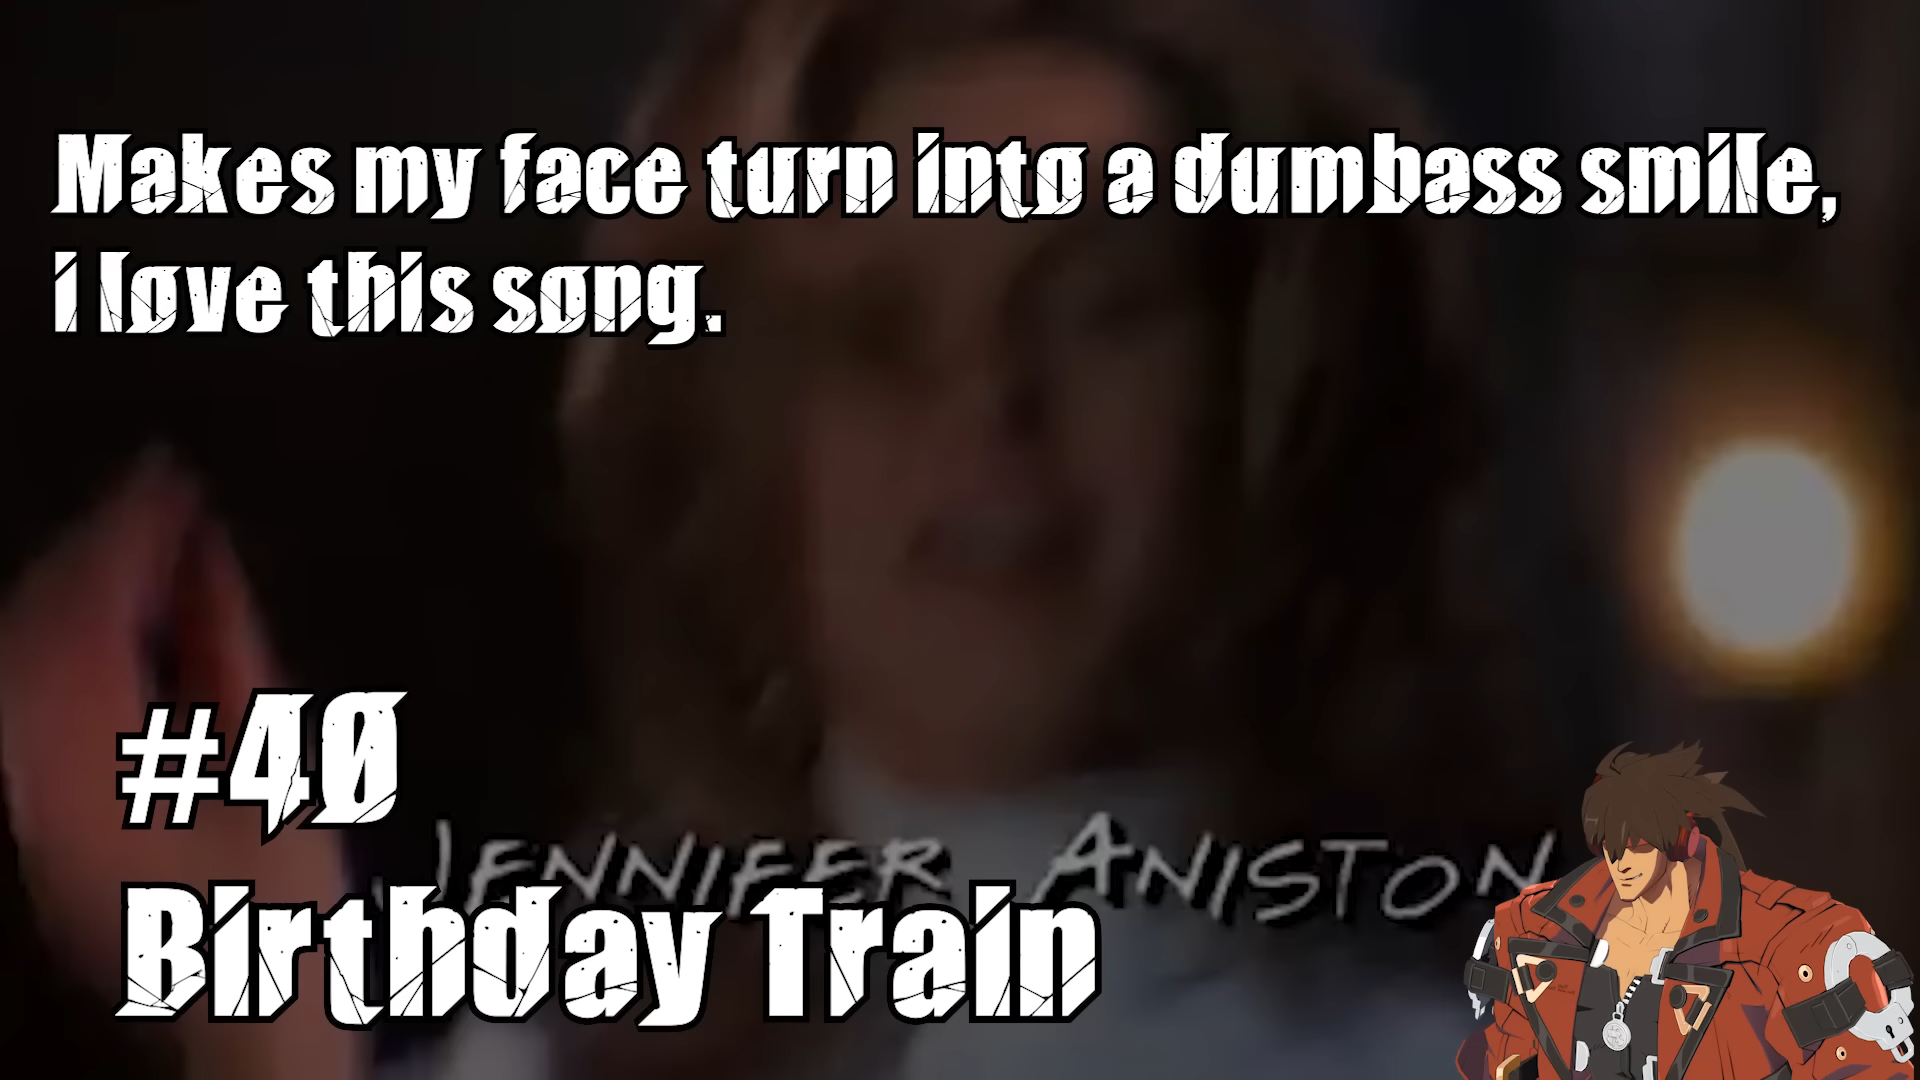 Makes my face turn into a dumbass smile,
i love this song.
#40
JENNIFER ANISTON
Birthday Train